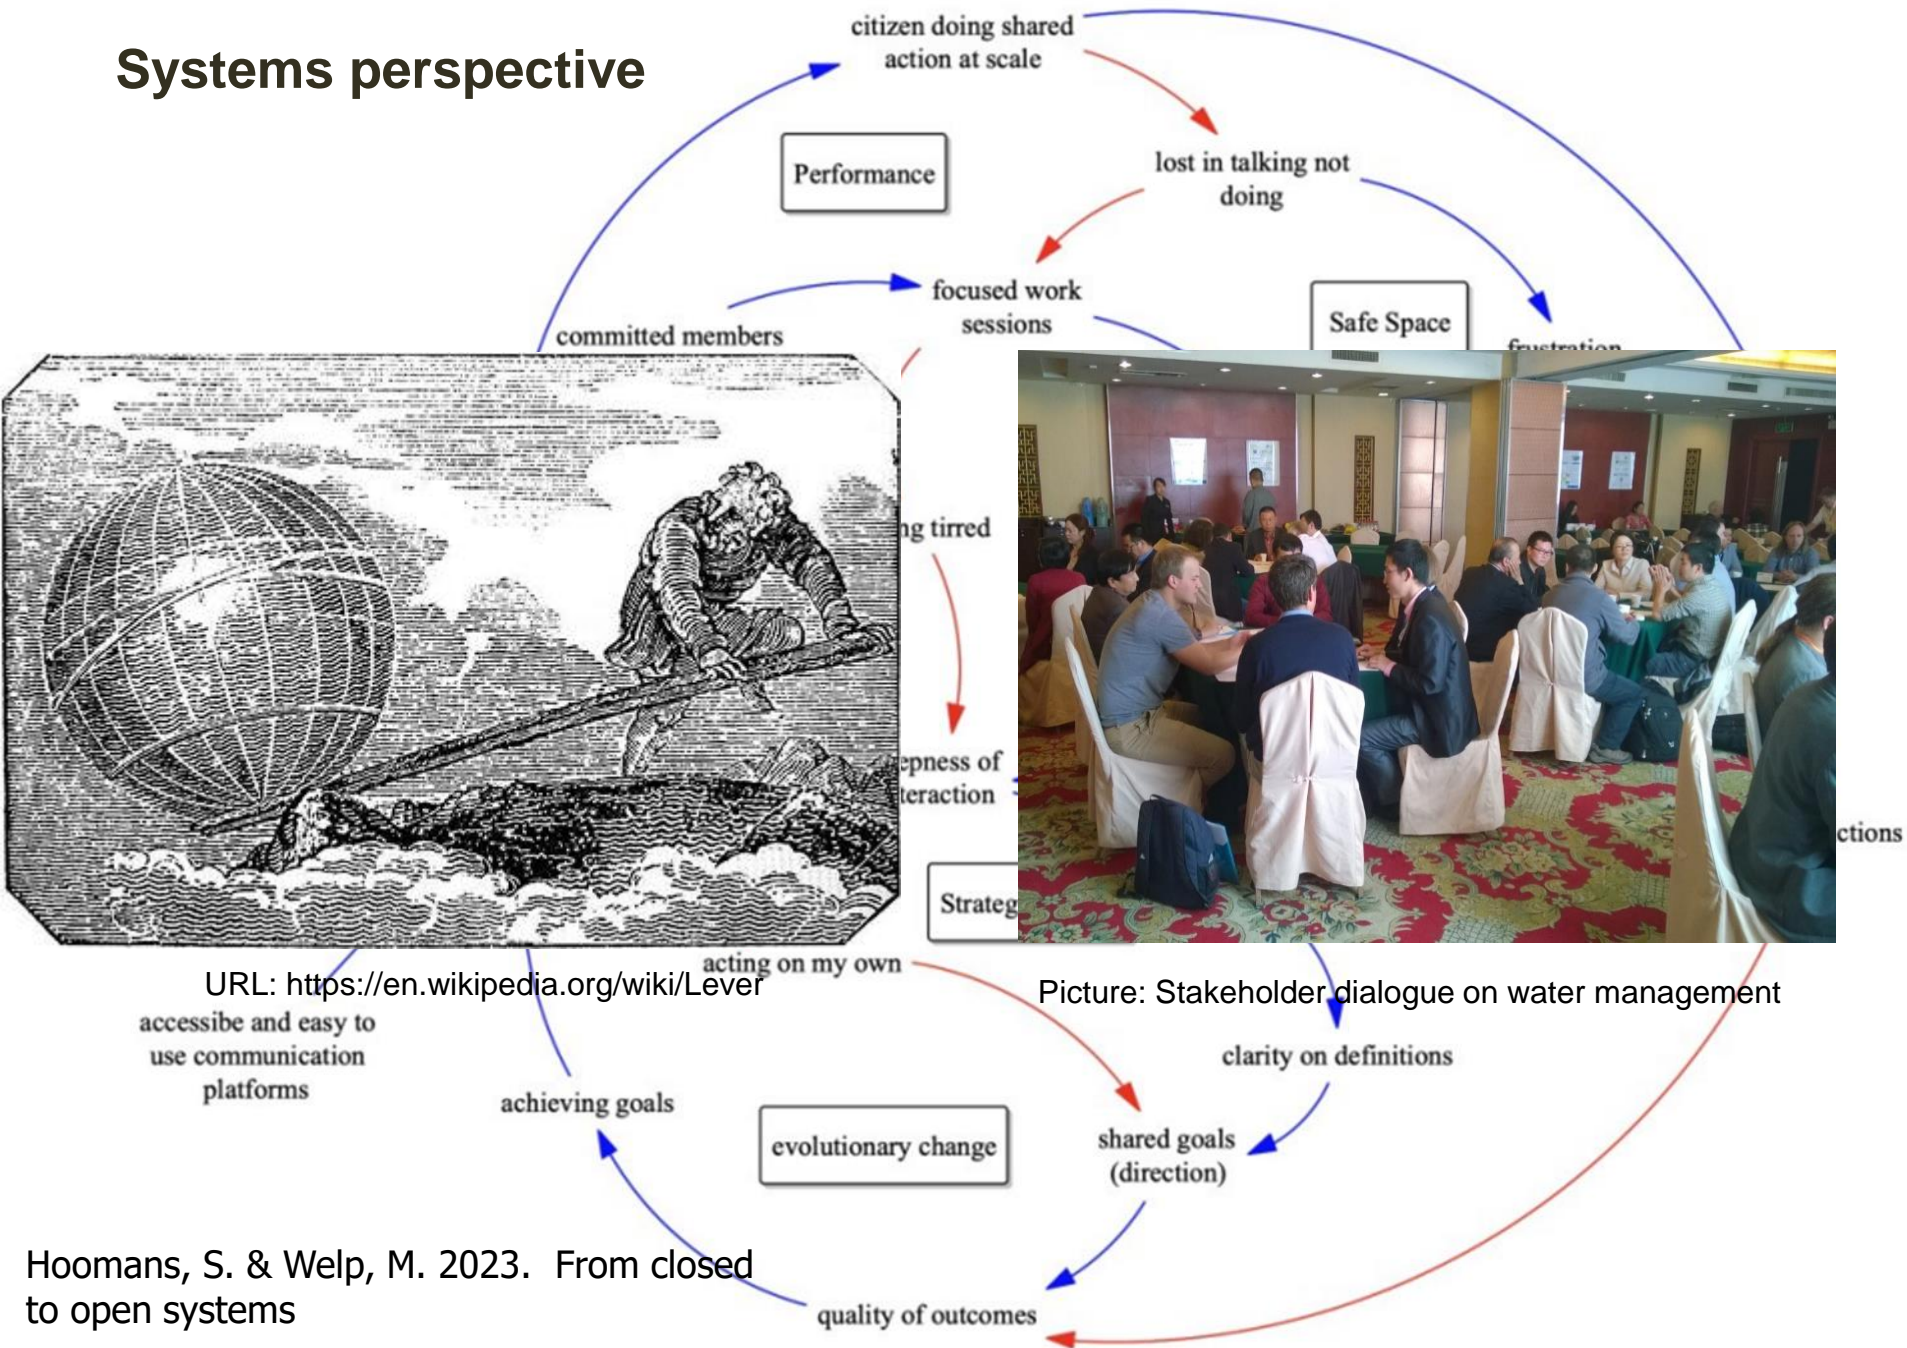 Systems perspective
citizen doing shared
action at scale
Performance
lost in talking not
doing
focused work
sessions
Safe Space
committed members
frustration
ng tirred
epness of
teraction
ctions
Strateg
acting on my own
URL: https://en.wikipedia.org/wiki/Lever
Picture: Stakeholder dialogue on water management
accessibe and easy to
use communication
platforms
clarity on definitions
achieving goals
evolutionary change
shared goals
(direction)
Hoomans, S. & Welp, M. 2023. From closed
to open systems
quality of outcomes